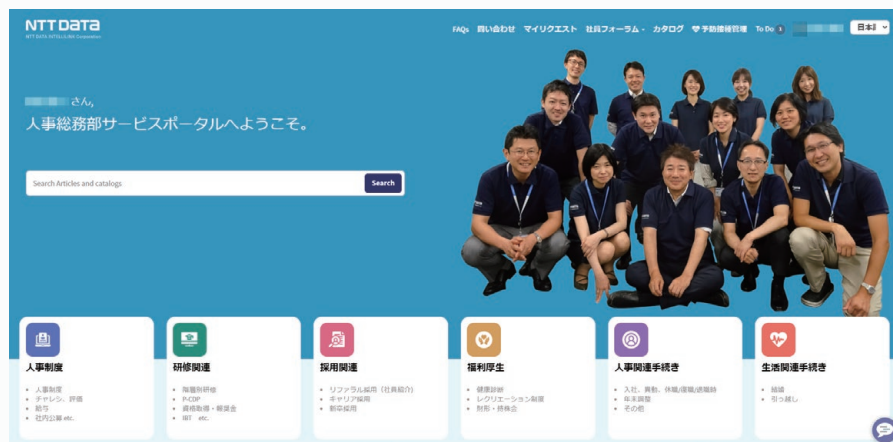 NTT DATA
NTT DATA INTELLILINK Corporation
FAQs 問い合わせ マイリクエスト 社員フォーラム カタログ 予防接種管理 To Do 1
さん,
人事総務部サービスポータルへようこそ。
Search Articles and catalogs
Search
人事制度
• 人事制度
• チャレシ、評価
• 給与
• 社内公募 etc.
研修関連
• 階層別研修
• P-CDP
• 資格取得・報奨金
• IBT etc.
採用関連
• リファラル採用（社員紹介）
• キャリア採用
• 新卒採用
福利厚生
• 健康診断
• レクリエーション制度
• 財形・持株会
人事関連手続き
• 入社、異動、休職/復職/退職時
• 年末調整
• その他
生活関連手続き
• 結婚
• 引っ越し